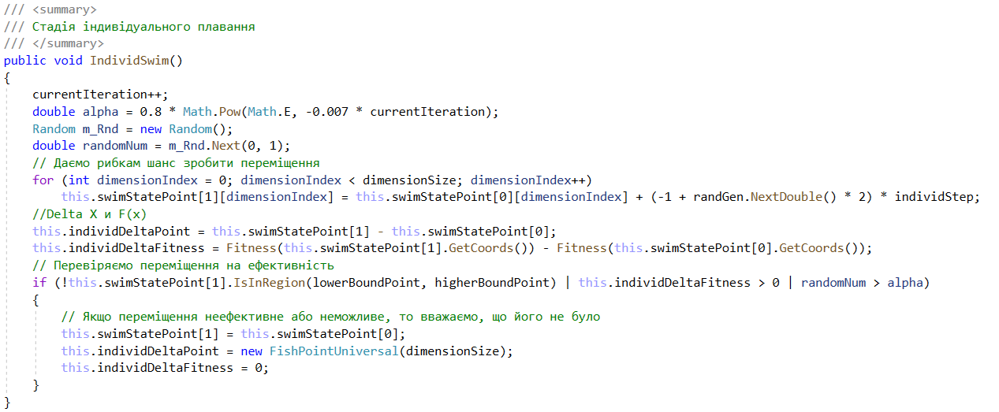 /// <summary>
/// Стадія індивідуального плавання
/// </summary>
public void IndividSwim()
{
currentIteration++;
double alpha = 0.8 * Math.Pow(Math.E, -0.007 * currentIteration);
Random m_Rnd = new Random();
double randomNum = m_Rnd.Next(0, 1);
// Даємо рибкам шанс зробити переміщення
for (int dimensionIndex = 0; dimensionIndex < dimensionSize; dimensionIndex++)
this.swimStatePoint[1][dimensionIndex] = this.swimStatePoint[0][dimensionIndex] + (-1 + randGen.NextDouble() * 2) * individStep;
//Delta X и F(x)
this.individDeltaPoint = this.swimStatePoint[1] - this.swimStatePoint[0];
this.individDeltaFitness = Fitness(this.swimStatePoint[1].GetCoords()) - Fitness(this.swimStatePoint[0].GetCoords());
// Перевіряємо переміщення на ефективність
if (!this.swimStatePoint[1].IsInRegion(lowerBoundPoint, higherBoundPoint) | this.individDeltaFitness > 0 | randomNum > alpha)
{
// Якщо переміщення неефективне або неможливе, то вважаємо, що його не було
this.swimStatePoint[1] = this.swimStatePoint[0];
this.individDeltaPoint = new FishPointUniversal(dimensionSize);
this.individDeltaFitness = 0;
}
}